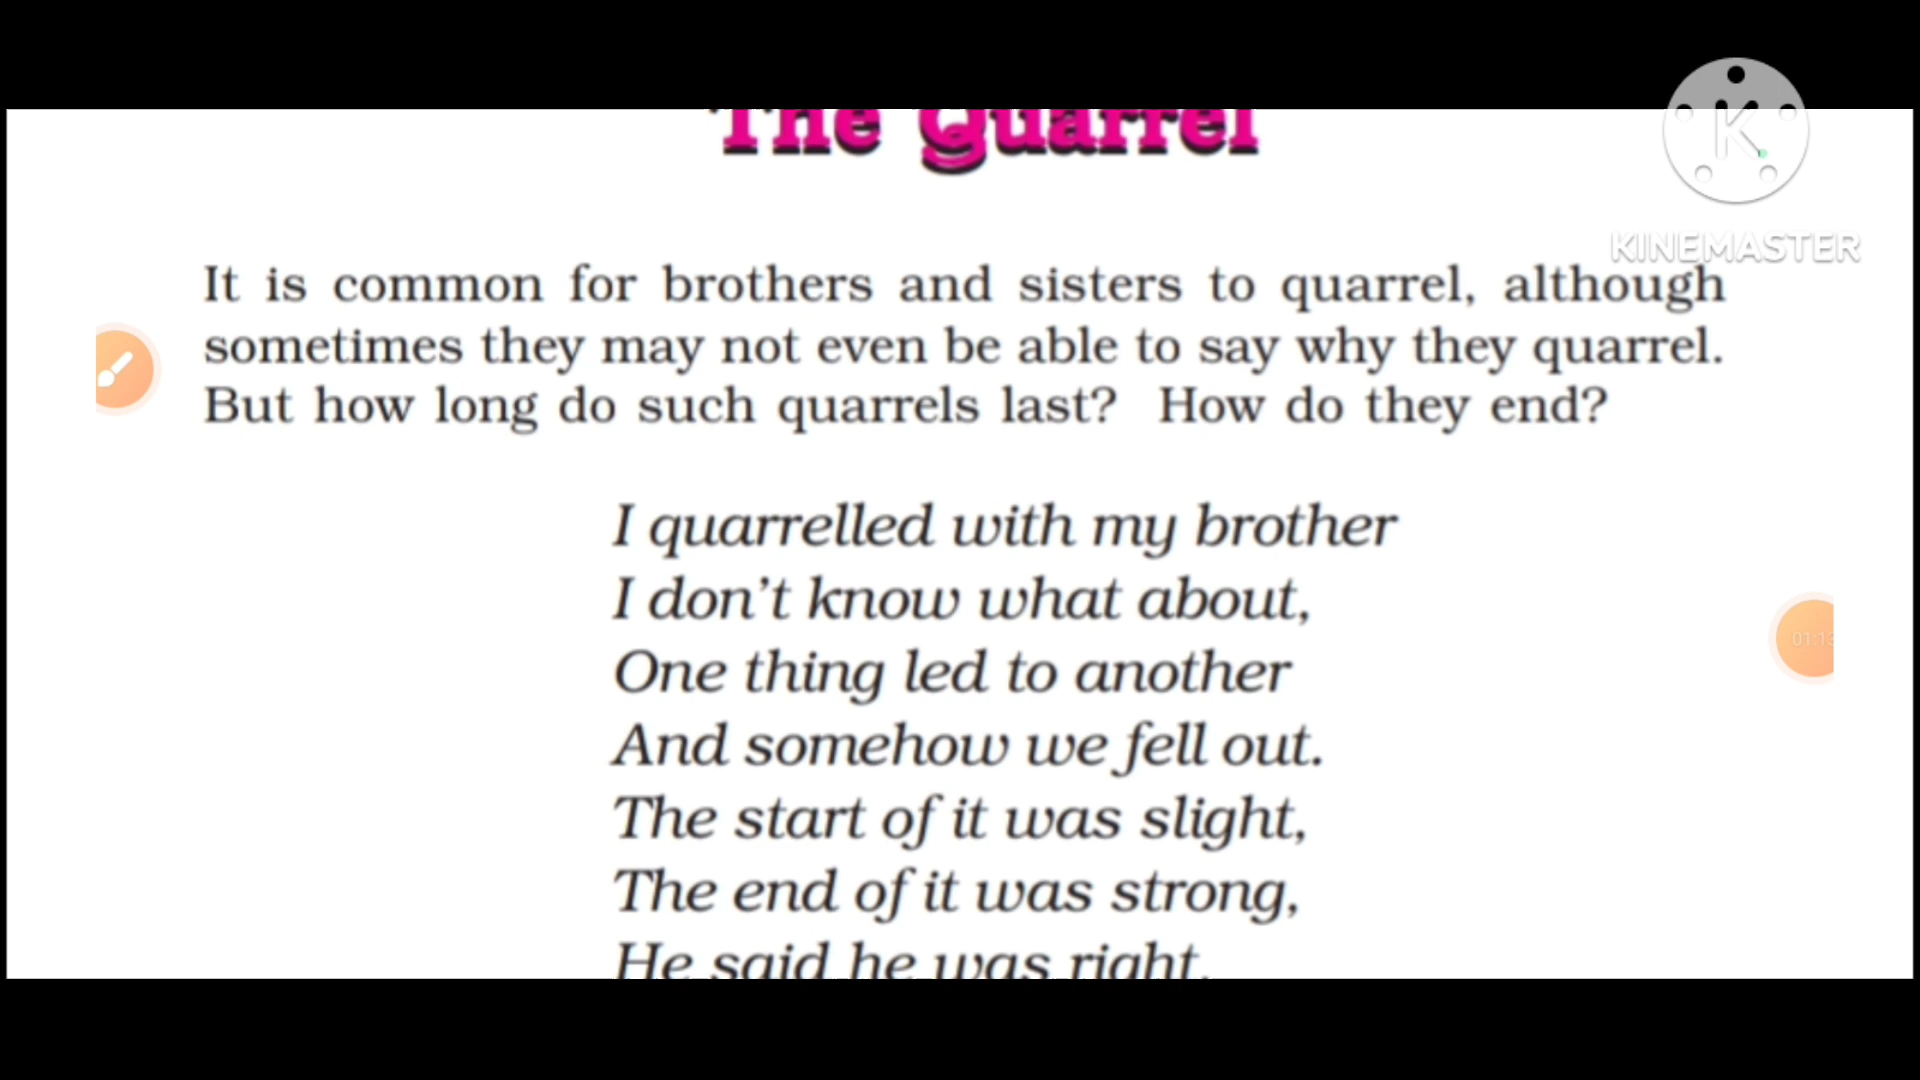 The Quarrel
KINEMASTER
It is common for brothers and sisters to quarrel, although
sometimes they may not even be able to say why they quarrel.
But how long do such quarrels last? How do they end?
I quarrelled with my brother
I don't know what about,
One thing led to another
And somehow we fell out.
The start of it was slight,
The end of it was strong,
He said he was right,